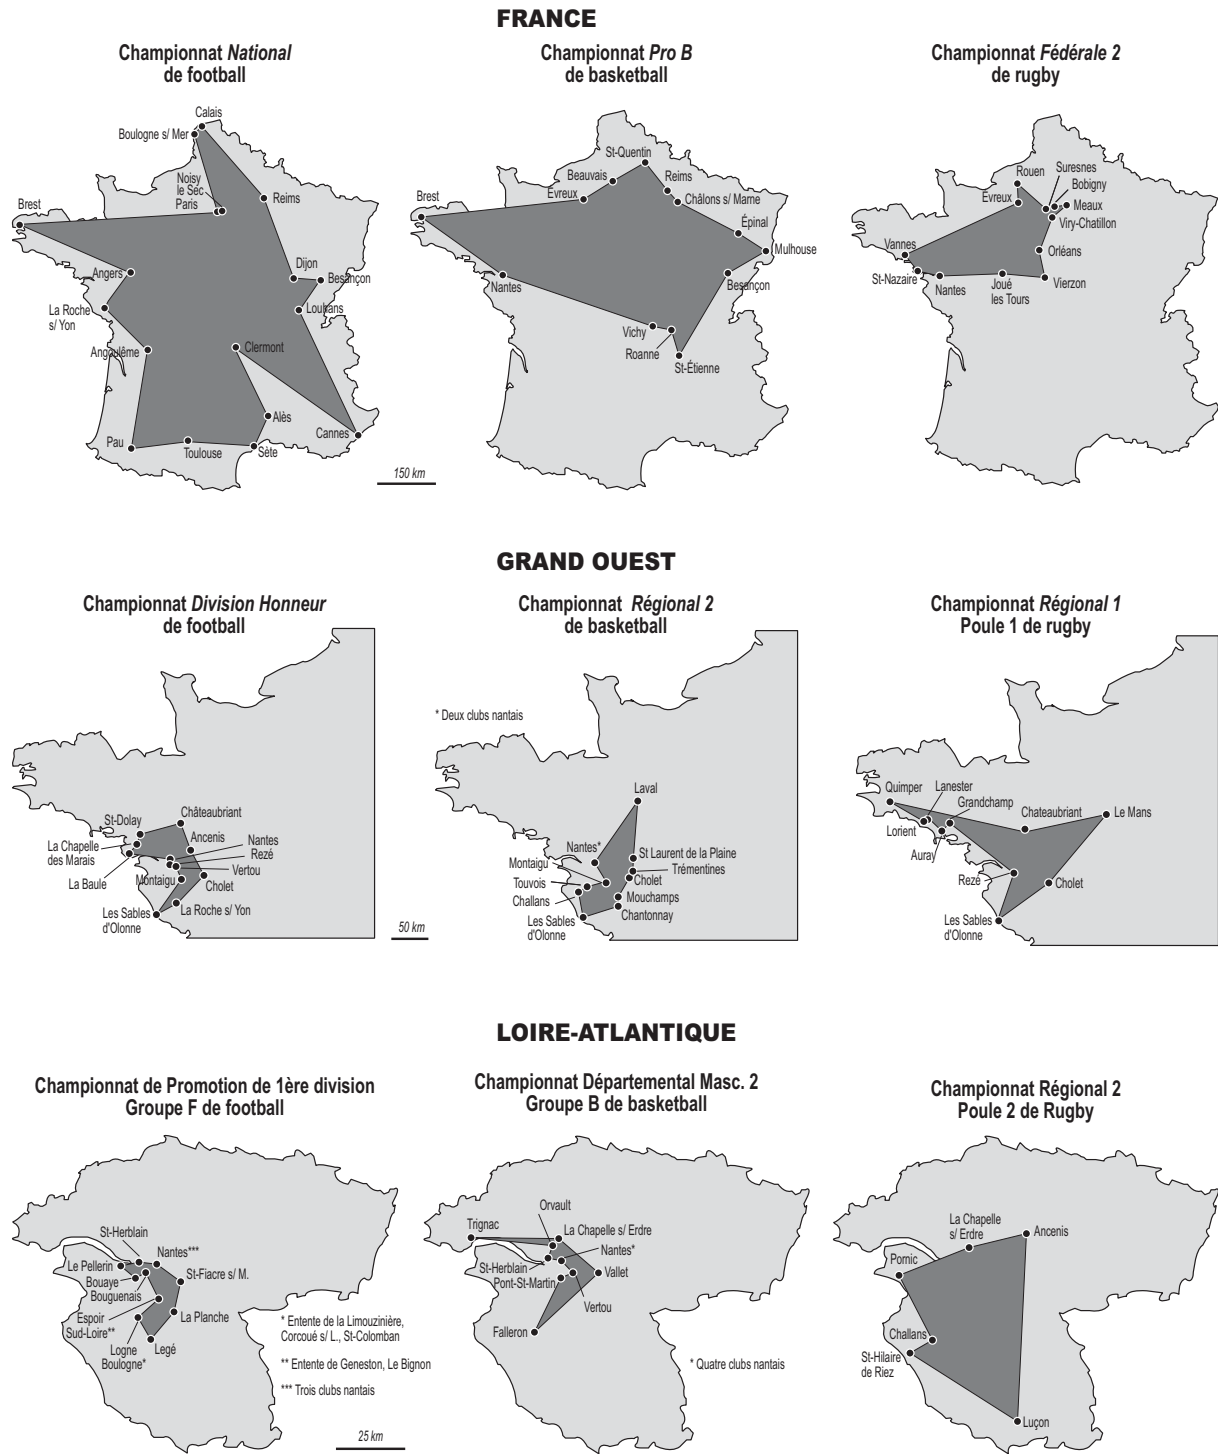 FRANCE
Championnat National
de football
Calais
Boulogne s/ Mer
Noisy
le Sec
Paris
Reims
Brest
Angers
Dijon
Besançon
La Roche
s/ Yon
Louhans
Angoulême
Clermont
Alès
Pau
Toulouse
Sète
Cannes
150 km
Championnat Pro B
de basketball
St-Quentin
Beauvais
Reims
Evreux
Châlons s/ Marne
Brest
Épinal
Mulhouse
Nantes
Besançon
Vichy
Roanne
St-Étienne
Championnat Fédérale 2
de rugby
Rouen
Suresnes
Bobigny
Evreux
Meaux
Viry-Chatillon
Vannes
Orléans
St-Nazaire
Nantes
Joué
les Tours
Vierzon
GRAND OUEST
Championnat Division Honneur
de football
Châteaubriant
St-Dolay
Ancenis
La Chapelle
des Marais
Nantes
Rezé
Vertou
La Baule
Montaigu
Cholet
Les Sables
d'Olonne
La Roche s/ Yon
50 km
Championnat Régional 2
de basketball
* Deux clubs nantais
Laval
Nantes*
St Laurent de la Plaine
Montaigu
Trémentines
Touvois
Cholet
Challans
Mouchamps
Les Sables
d'Olonne
Chantonnay
Championnat Régional 1
Poule 1 de rugby
Quimper
Lanester
Grandchamp
Chateaubriant
Le Mans
Lorient
Auray
Rezé
Cholet
Les Sables
d'Olonne
LOIRE-ATLANTIQUE
Championnat de Promotion de 1ère division
Groupe F de football
St-Herblain
Nantes***
Le Pellerin
St-Fiacre s/ M.
Bouaye
Bouguenais
Espoir
Sud-Loire**
La Planche
Logne
Boulogne*
Legé
* Entente de la Limouzinière,
Corcoué s/ L., St-Colomban
** Entente de Geneston, Le Bignon
*** Trois clubs nantais
25 km
Championnat Départemental Masc. 2
Groupe B de basketball
Orvault
Trignac
La Chapelle s/ Erdre
Nantes*
St-Herblain
Pont-St-Martin
Vallet
Vertou
Falleron
* Quatre clubs nantais
Championnat Régional 2
Poule 2 de Rugby
La Chapelle
s/ Erdre
Ancenis
Pornic
Challans
St-Hilaire
de Riez
Luçon